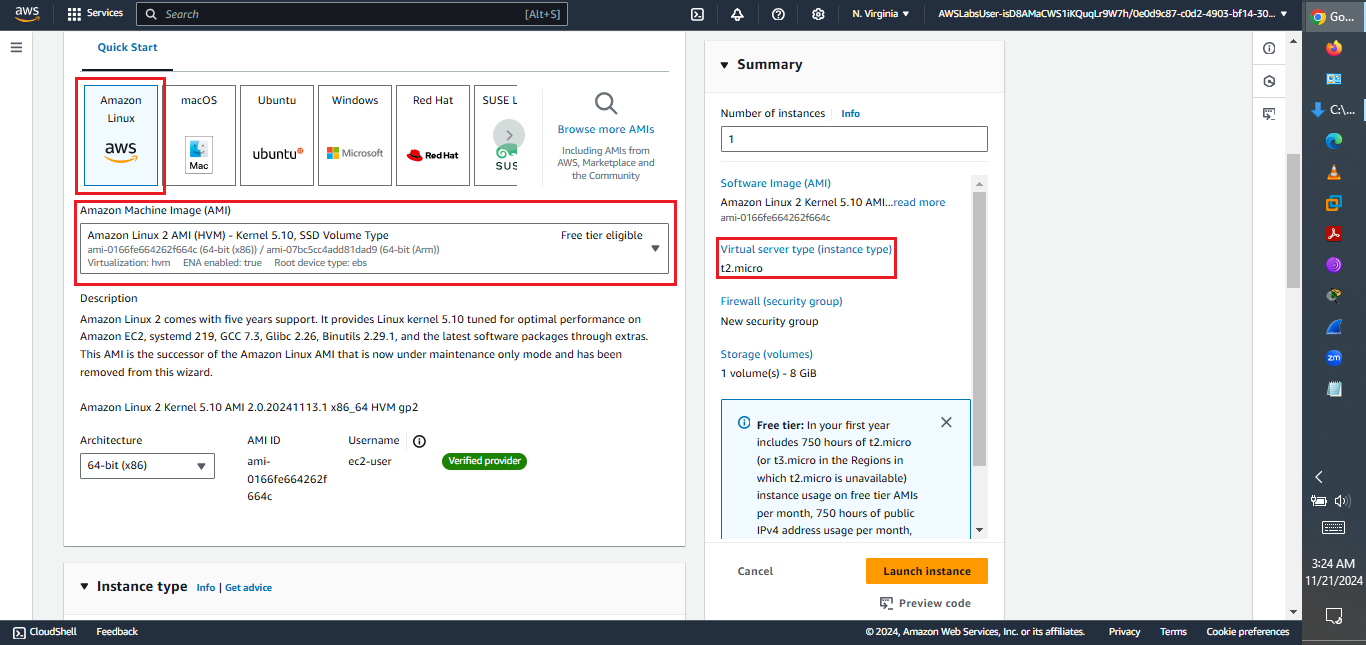 aws
Services
Search
[Alt+S]
N. Virginia
AWSLabsUser-isD8AMaCWS1iKQuqLr9W7h/0e0d9c87-c0d2-4903-bf14-30...
Go...
Quick Start
Amazon
Linux
aws
macOS
Mac
Ubuntu
ubuntu
Windows
Microsoft
Red Hat
Red Hat
SUSE L
SUS
Browse more AMIs
Including AMIs from
AWS, Marketplace and
the Community
Amazon Machine Image (AMI)
Amazon Linux 2 AMI (HVM) - Kernel 5.10, SSD Volume Type
Free tier eligible
ami-0166fe664262f664c (64-bit (x86)) / ami-07bc5cc4add81dad9 (64-bit (Arm))
Virtualization: hvm ENA enabled: true Root device type: ebs
Description
Amazon Linux 2 comes with five years support. It provides Linux kernel 5.10 tuned for optimal performance on
Amazon EC2, systemd 219, GCC 7.3, Glibc 2.26, Binutils 2.29.1, and the latest software packages through extras.
This AMI is the successor of the Amazon Linux AMI that is now under maintenance only mode and has been
removed from this wizard.
Amazon Linux 2 Kernel 5.10 AMI 2.0.20241113.1 x86_64 HVM gp2
Architecture
64-bit (x86)
AMI ID
ami-
0166fe664262f
664c
Username
ec2-user
Verified provider
Instance type
Info | Get advice
Summary
Number of instances
Info
1
Software Image (AMI)
Amazon Linux 2 Kernel 5.10 AMI...read more
ami-0166fe664262f664c
Virtual server type (instance type)
t2.micro
Firewall (security group)
New security group
Storage (volumes)
1 volume(s) - 8 GiB
Free tier: In your first year
includes 750 hours of t2.micro
(or t3.micro in the Regions in
which t2.micro is unavailable)
instance usage on free tier AMIs
per month, 750 hours of public
IPv4 address usage per month,
Cancel
Launch instance
Preview code
C:\...
zm
3:24 AM
11/21/2024
CloudShell
Feedback
© 2024, Amazon Web Services, Inc. or its affiliates.
Privacy
Terms
Cookie preferences